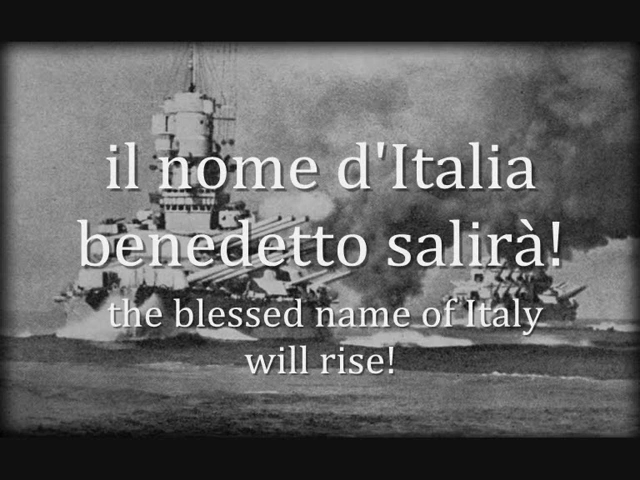 il nome d'Italia
benedetto salirà!
the blessed name of Italy
will rise!